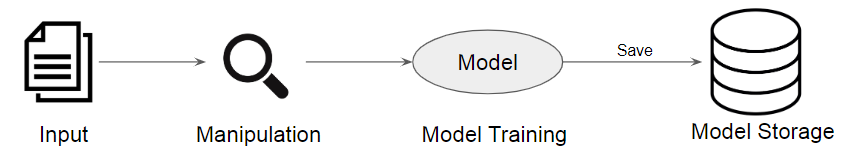 Model
Save
Input
Manipulation
Model Training
Model Storage